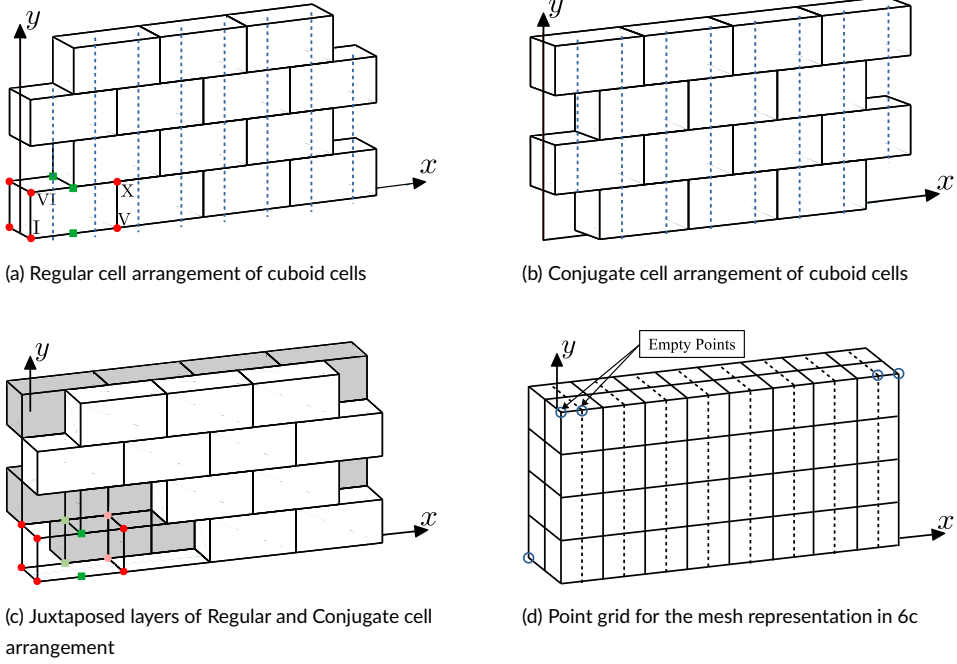 y
x
VI
X
I
V
(a) Regular cell arrangement of cuboid cells
y
x
(b) Conjugate cell arrangement of cuboid cells
y
x
(c) Juxtaposed layers of Regular and Conjugate cell
arrangement
Empty Points
y
x
(d) Point grid for the mesh representation in 6c